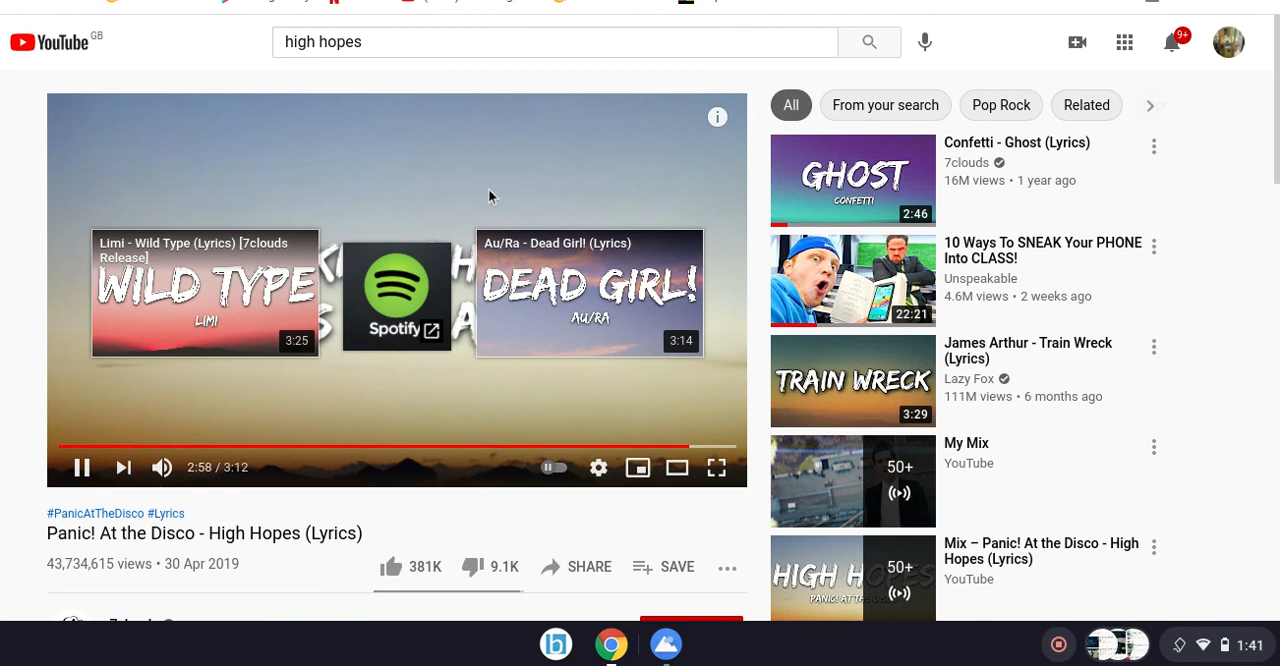 YouTube GB
high hopes
9+
i
Limi - Wild Type (Lyrics) [7clouds
Release]
WILD TYPE
LIMI
3:25
Spotify
Au/Ra - Dead Girl! (Lyrics)
DEAD GIRL!
AU/RA
3:14
2:58 / 3:12
#PanicAtTheDisco #Lyrics
Panic! At the Disco - High Hopes (Lyrics)
43,734,615 views • 30 Apr 2019
381K
9.1K
SHARE
SAVE
All
From your search
Pop Rock
Related
GHOST
CONFETTI
2:46
Confetti - Ghost (Lyrics)
7clouds
16M views • 1 year ago
22:21
10 Ways To SNEAK Your PHONE
Into CLASS!
Unspeakable
4.6M views • 2 weeks ago
TRAIN WRECK
3:29
James Arthur - Train Wreck
(Lyrics)
Lazy Fox
111M views • 6 months ago
50+
My Mix
YouTube
HIGH HOPES
50+
Mix – Panic! At the Disco - High
Hopes (Lyrics)
YouTube
b
1:41